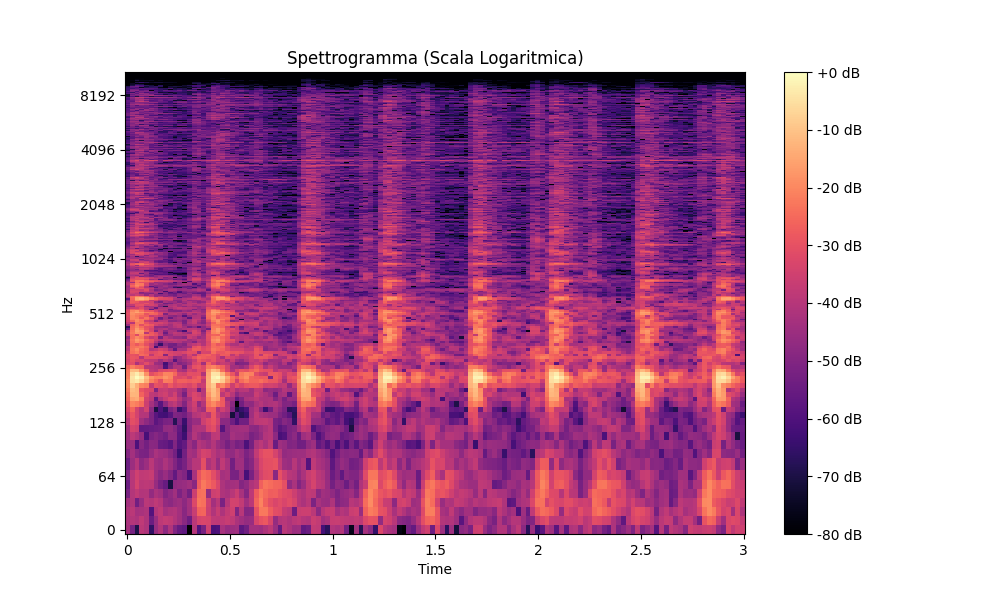 Spettrogramma (Scala Logaritmica)
Hz
8192
4096
2048
1024
512
256
128
64
0
0
0.5
1
1.5
2
2.5
3
Time
+0 dB
-10 dB
-20 dB
-30 dB
-40 dB
-50 dB
-60 dB
-70 dB
-80 dB